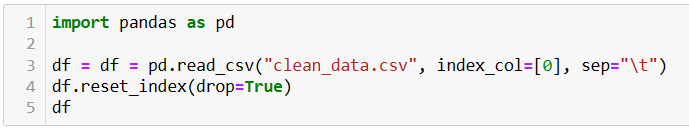 1 import pandas as pd
2
3 df = df = pd.read_csv("clean_data.csv", index_col=[0], sep="\t")
4 df.reset_index(drop=True)
5 df